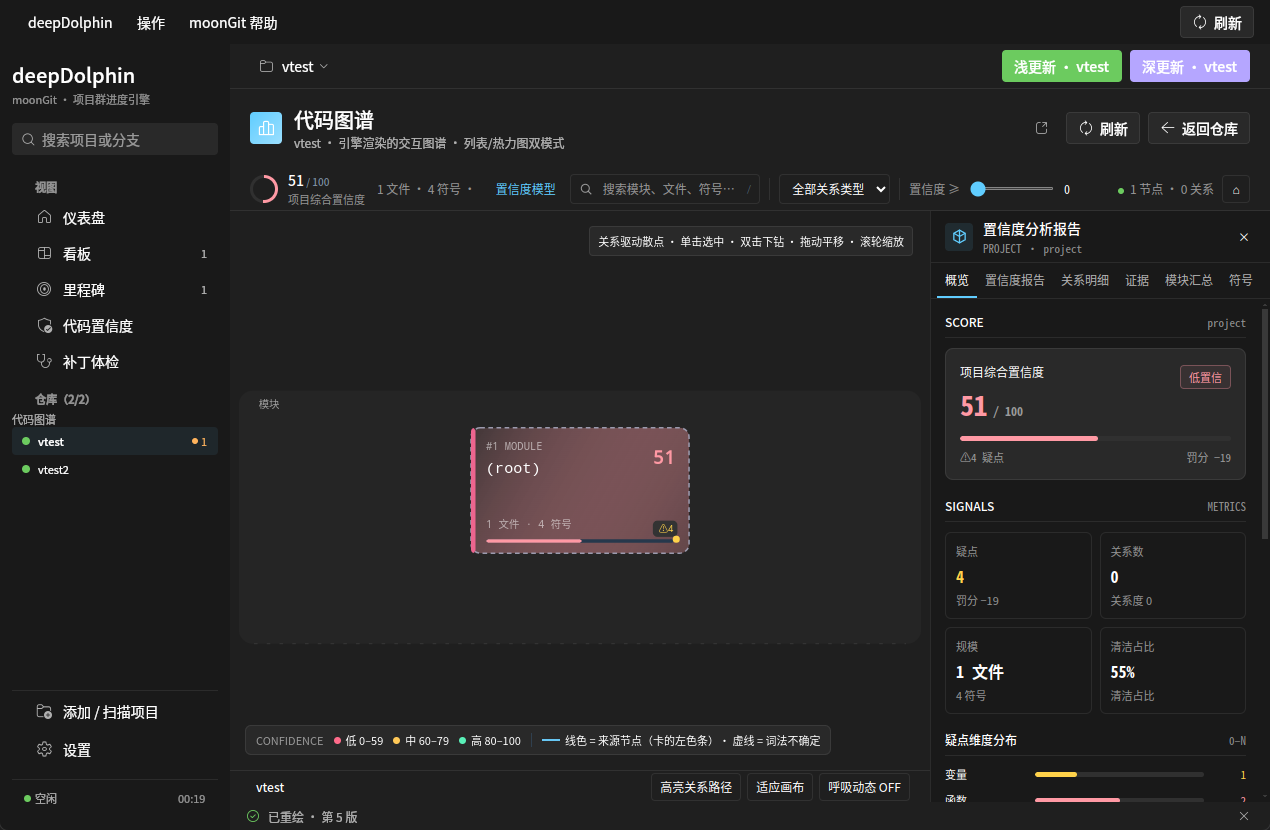 deepDolphin 操作 moonGit 帮助 刷新
deepDolphin
moonGit · 项目群进度引擎
搜索项目或分支
视图
仪表盘
看板 1
里程碑 1
代码置信度
补丁体检
仓库（2/2）
代码图谱
vtest 1
vtest2
添加 / 扫描项目
设置
空闲 00:19
vtest 浅更新 · vtest 深更新 · vtest
代码图谱
vtest · 引擎渲染的交互图谱 · 列表/热力图双模式
刷新 返回仓库
51 / 100
项目综合置信度
1 文件 · 4 符号 ·
置信度模型
搜索模块、文件、符号… /
全部关系类型
置信度 ≥ 0
1 节点 · 0 关系
关系驱动散点 · 单击选中 · 双击下钻 · 拖动平移 · 滚轮缩放
模块
#1 MODULE
(root) 51
1 文件 · 4 符号
⚠4
CONFIDENCE 低 0–59 中 60–79 高 80–100 线色 = 来源节点（卡的左色条） · 虚线 = 词法不确定
vtest 高亮关系路径 适应画布 呼吸动态 OFF
已重绘 · 第 5 版
置信度分析报告
PROJECT · project
概览 置信度报告 关系明细 证据 模块汇总 符号
SCORE project
项目综合置信度 低置信
51 / 100
⚠4 疑点 罚分 −19
SIGNALS METRICS
疑点
4
罚分 −19
关系数
0
关系度 0
规模
1 文件
4 符号
清洁占比
55%
清洁占比
疑点维度分布 0–N
变量 1
函数 2